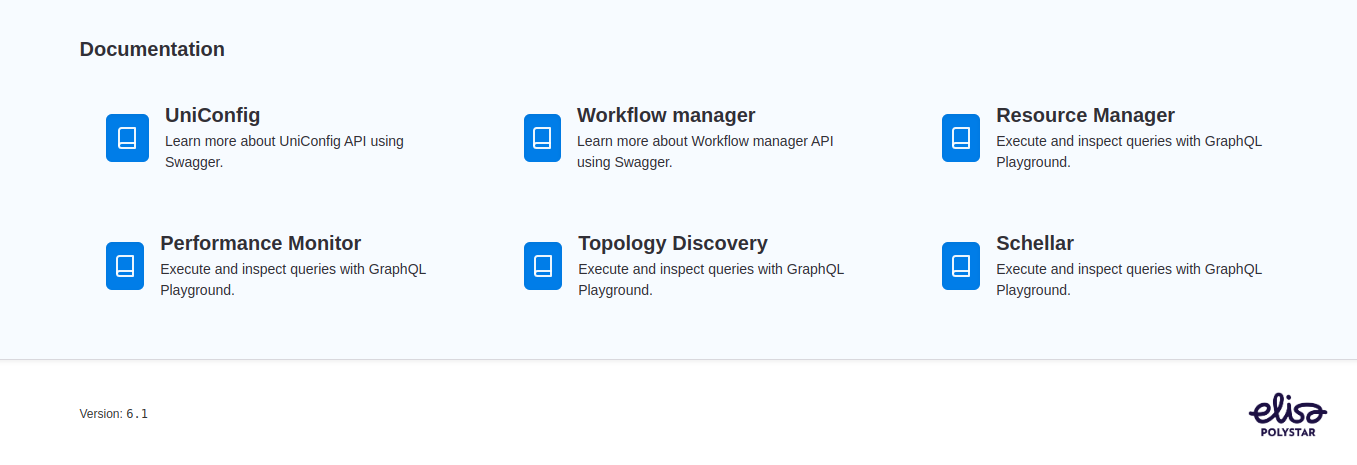 Documentation
UniConfig
Learn more about UniConfig API using
Swagger.
Workflow manager
Learn more about Workflow manager API
using Swagger.
Resource Manager
Execute and inspect queries with GraphQL
Playground.
Performance Monitor
Execute and inspect queries with GraphQL
Playground.
Topology Discovery
Execute and inspect queries with GraphQL
Playground.
Schellar
Execute and inspect queries with GraphQL
Playground.
Version: 6.1
elisa
POLYSTAR